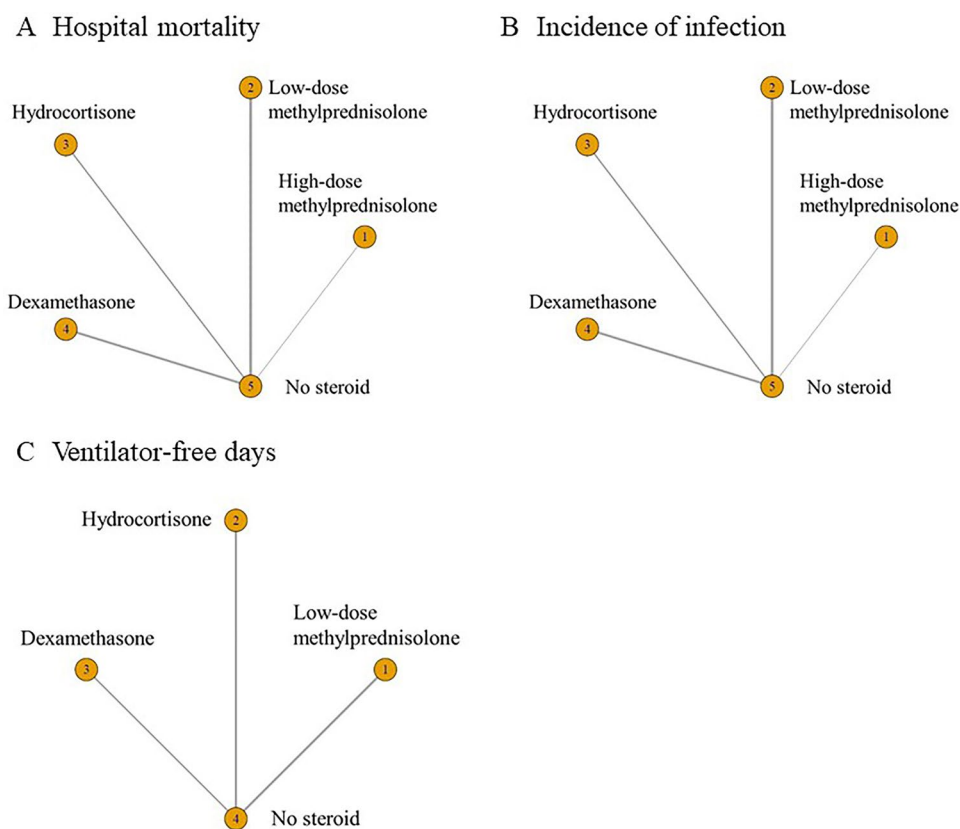 A Hospital mortality
2 Low-dose
methylprednisolone
Hydrocortisone
3
High-dose
methylprednisolone
1
Dexamethasone
4
5 No steroid
B Incidence of infection
2 Low-dose
methylprednisolone
Hydrocortisone
3
High-dose
methylprednisolone
1
Dexamethasone
4
5 No steroid
C Ventilator-free days
Hydrocortisone 2
Low-dose
methylprednisolone
Dexamethasone
3
1
4 No steroid